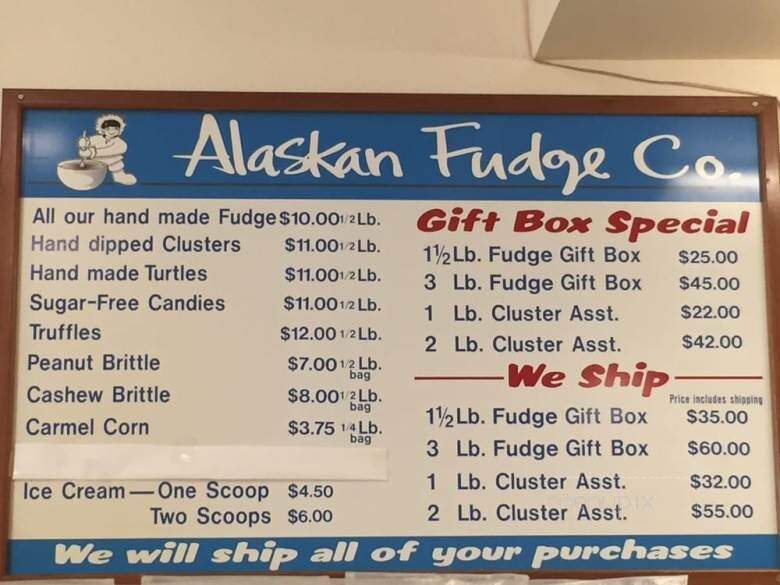 Alaskan Fudge Co.
All our hand made Fudge $10.00 1/2 Lb.
Hand dipped Clusters $11.00 1/2 Lb.
Hand made Turtles $11.00 1/2 Lb.
Sugar-Free Candies $11.00 1/2 Lb.
Truffles $12.00 1/2 Lb.
Peanut Brittle $7.00 1/2 Lb.
bag
Cashew Brittle $8.00 1/2 Lb.
bag
Carmel Corn $3.75 1/4 Lb.
bag
Ice Cream — One Scoop $4.50
Two Scoops $6.00
Gift Box Special
1½ Lb. Fudge Gift Box $25.00
3 Lb. Fudge Gift Box $45.00
1 Lb. Cluster Asst. $22.00
2 Lb. Cluster Asst. $42.00
We Ship
Price includes shipping
1½ Lb. Fudge Gift Box $35.00
3 Lb. Fudge Gift Box $60.00
1 Lb. Cluster Asst. $32.00
2 Lb. Cluster Asst. $55.00
We will ship all of your purchases